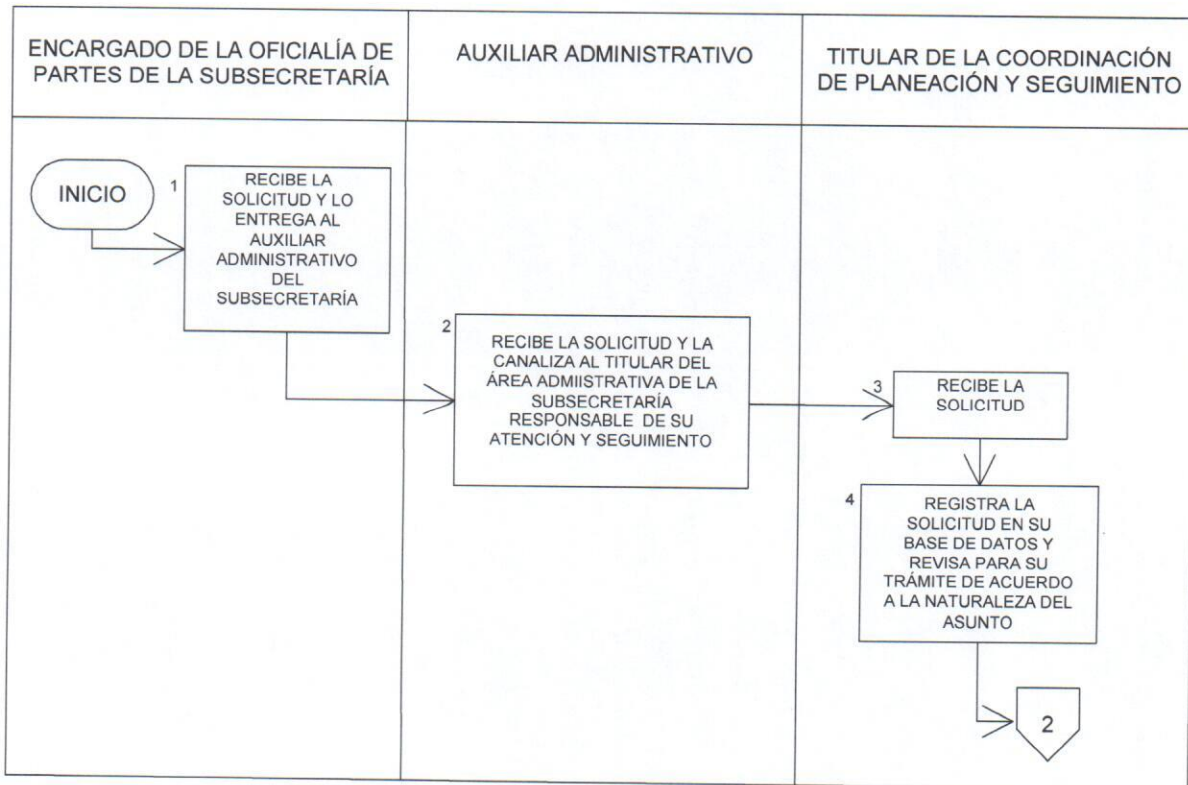 ENCARGADO DE LA OFICIALÍA DE
PARTES DE LA SUBSECRETARÍA
AUXILIAR ADMINISTRATIVO
TITULAR DE LA COORDINACIÓN
DE PLANEACIÓN Y SEGUIMIENTO
INICIO
1
RECIBE LA
SOLICITUD Y LO
ENTREGA AL
AUXILIAR
ADMINISTRATIVO
DEL
SUBSECRETARÍA
2
RECIBE LA SOLICITUD Y LA
CANALIZA AL TITULAR DEL
ÁREA ADMIISTRATIVA DE LA
SUBSECRETARÍA
RESPONSABLE DE SU
ATENCIÓN Y SEGUIMIENTO
3
RECIBE LA
SOLICITUD
4
REGISTRA LA
SOLICITUD EN SU
BASE DE DATOS Y
REVISA PARA SU
TRÁMITE DE ACUERDO
A LA NATURALEZA DEL
ASUNTO
2